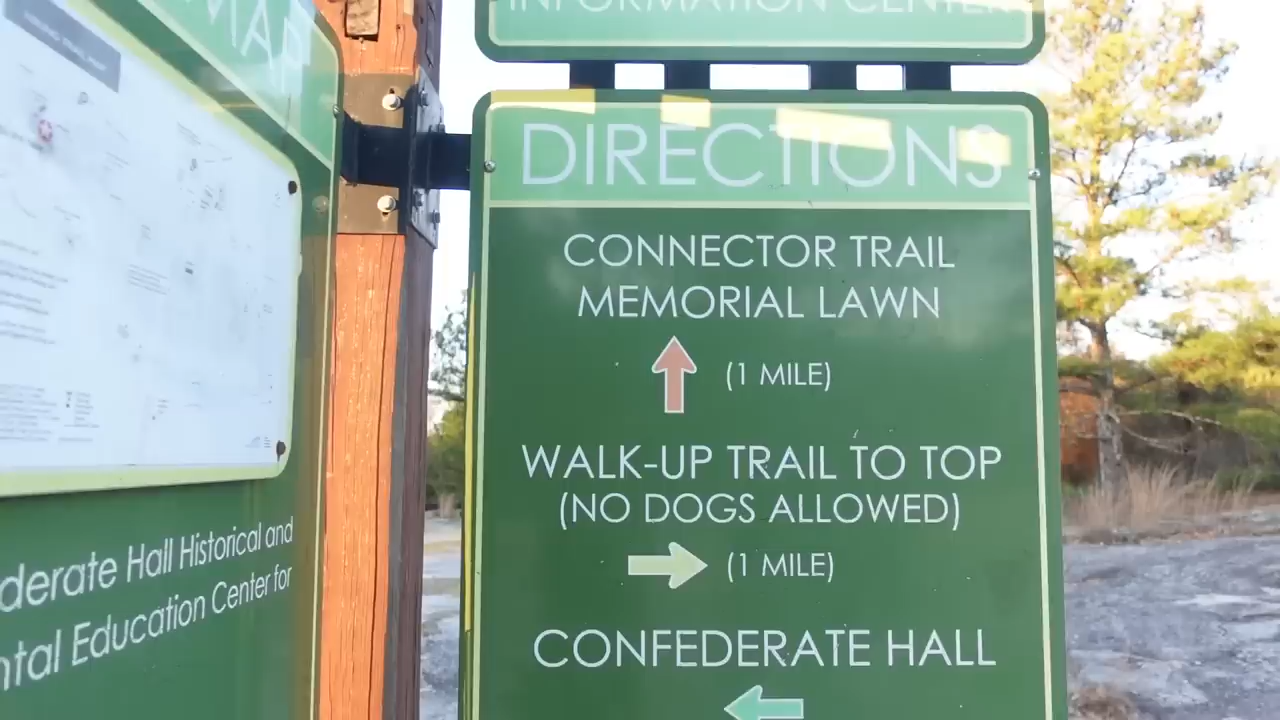 INFORMATION CENTER
DIRECTIONS
CONNECTOR TRAIL
MEMORIAL LAWN
(1 MILE)
WALK-UP TRAIL TO TOP
(NO DOGS ALLOWED)
(1 MILE)
CONFEDERATE HALL
MAP
derate Hall Historical and
ntal Education Center for